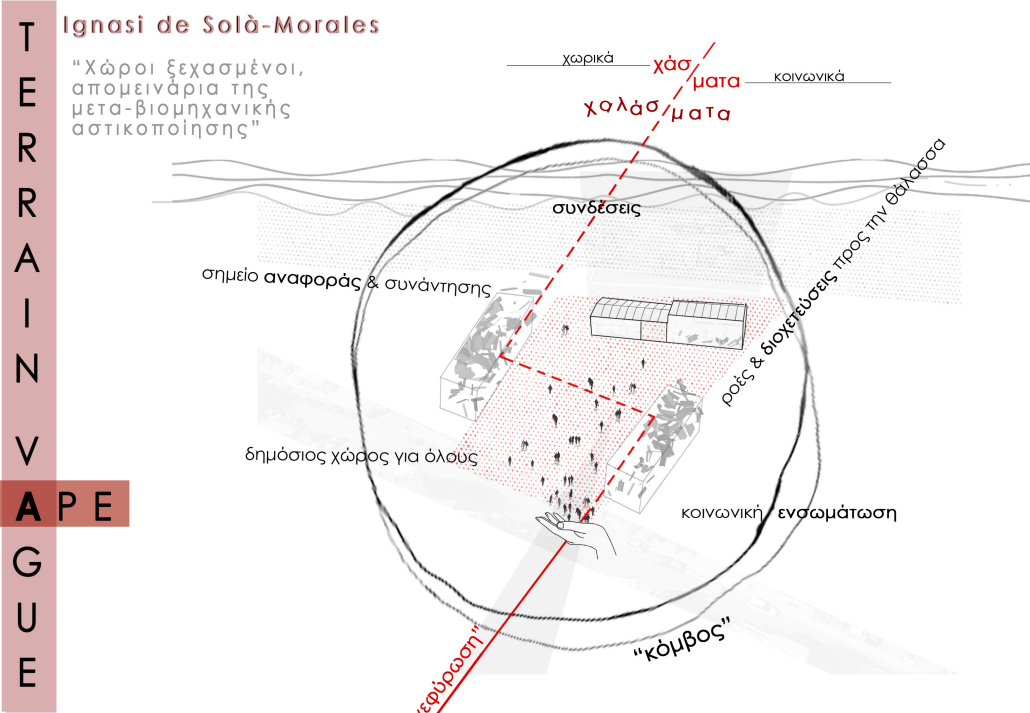 TERRAIN VAGUE
APE
Ignasi de Solà-Morales
"Χώροι ξεχασμένοι,
απομεινάρια της
μετα-βιομηχανικής
αστικοποίησης"
χωρικά
χάσ
ματα
κοινωνικά
χαλάσ ματα
συνδέσεις
σημείο αναφοράς & συνάντησης
ροές & διοχετεύσεις προς την θάλασσα
δημόσιος χώρος για όλους
κοινωνική ενσωμάτωση
"κόμβος"